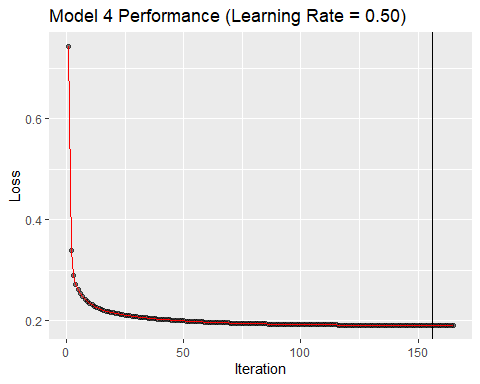 Model 4 Performance (Learning Rate = 0.50)
Loss
0.6
0.4
0.2
0 50 100 150
Iteration